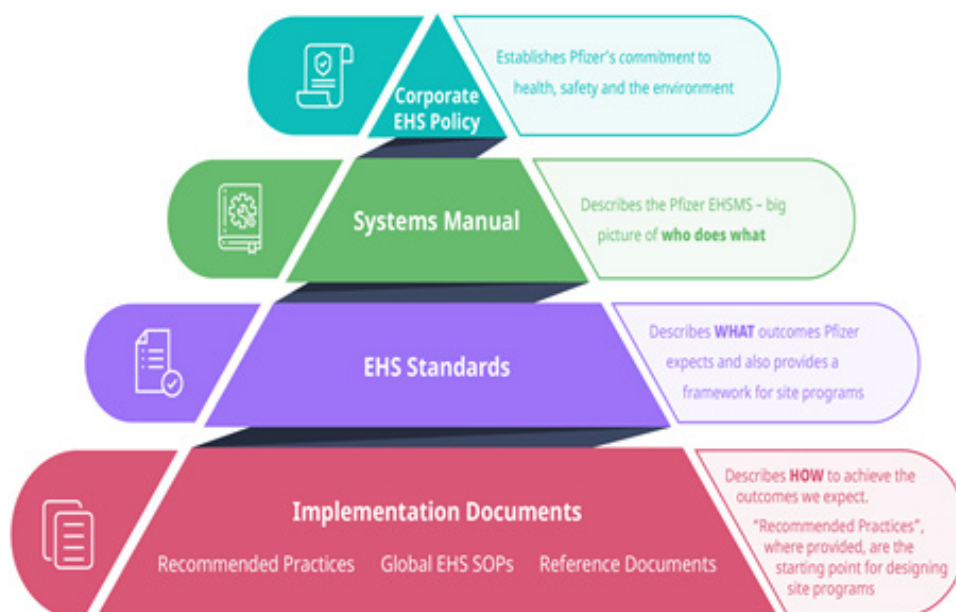 Corporate
EHS Policy
Establishes Pfizer's commitment to
health, safety and the environment
Systems Manual
Describes the Pfizer EHSMS – big
picture of who does what
EHS Standards
Describes WHAT outcomes Pfizer
expects and also provides a
framework for site programs
Implementation Documents
Recommended Practices Global EHS SOPs Reference Documents
Describes HOW to achieve the
outcomes we expect.
"Recommended Practices",
where provided, are the
starting point for designing
site programs